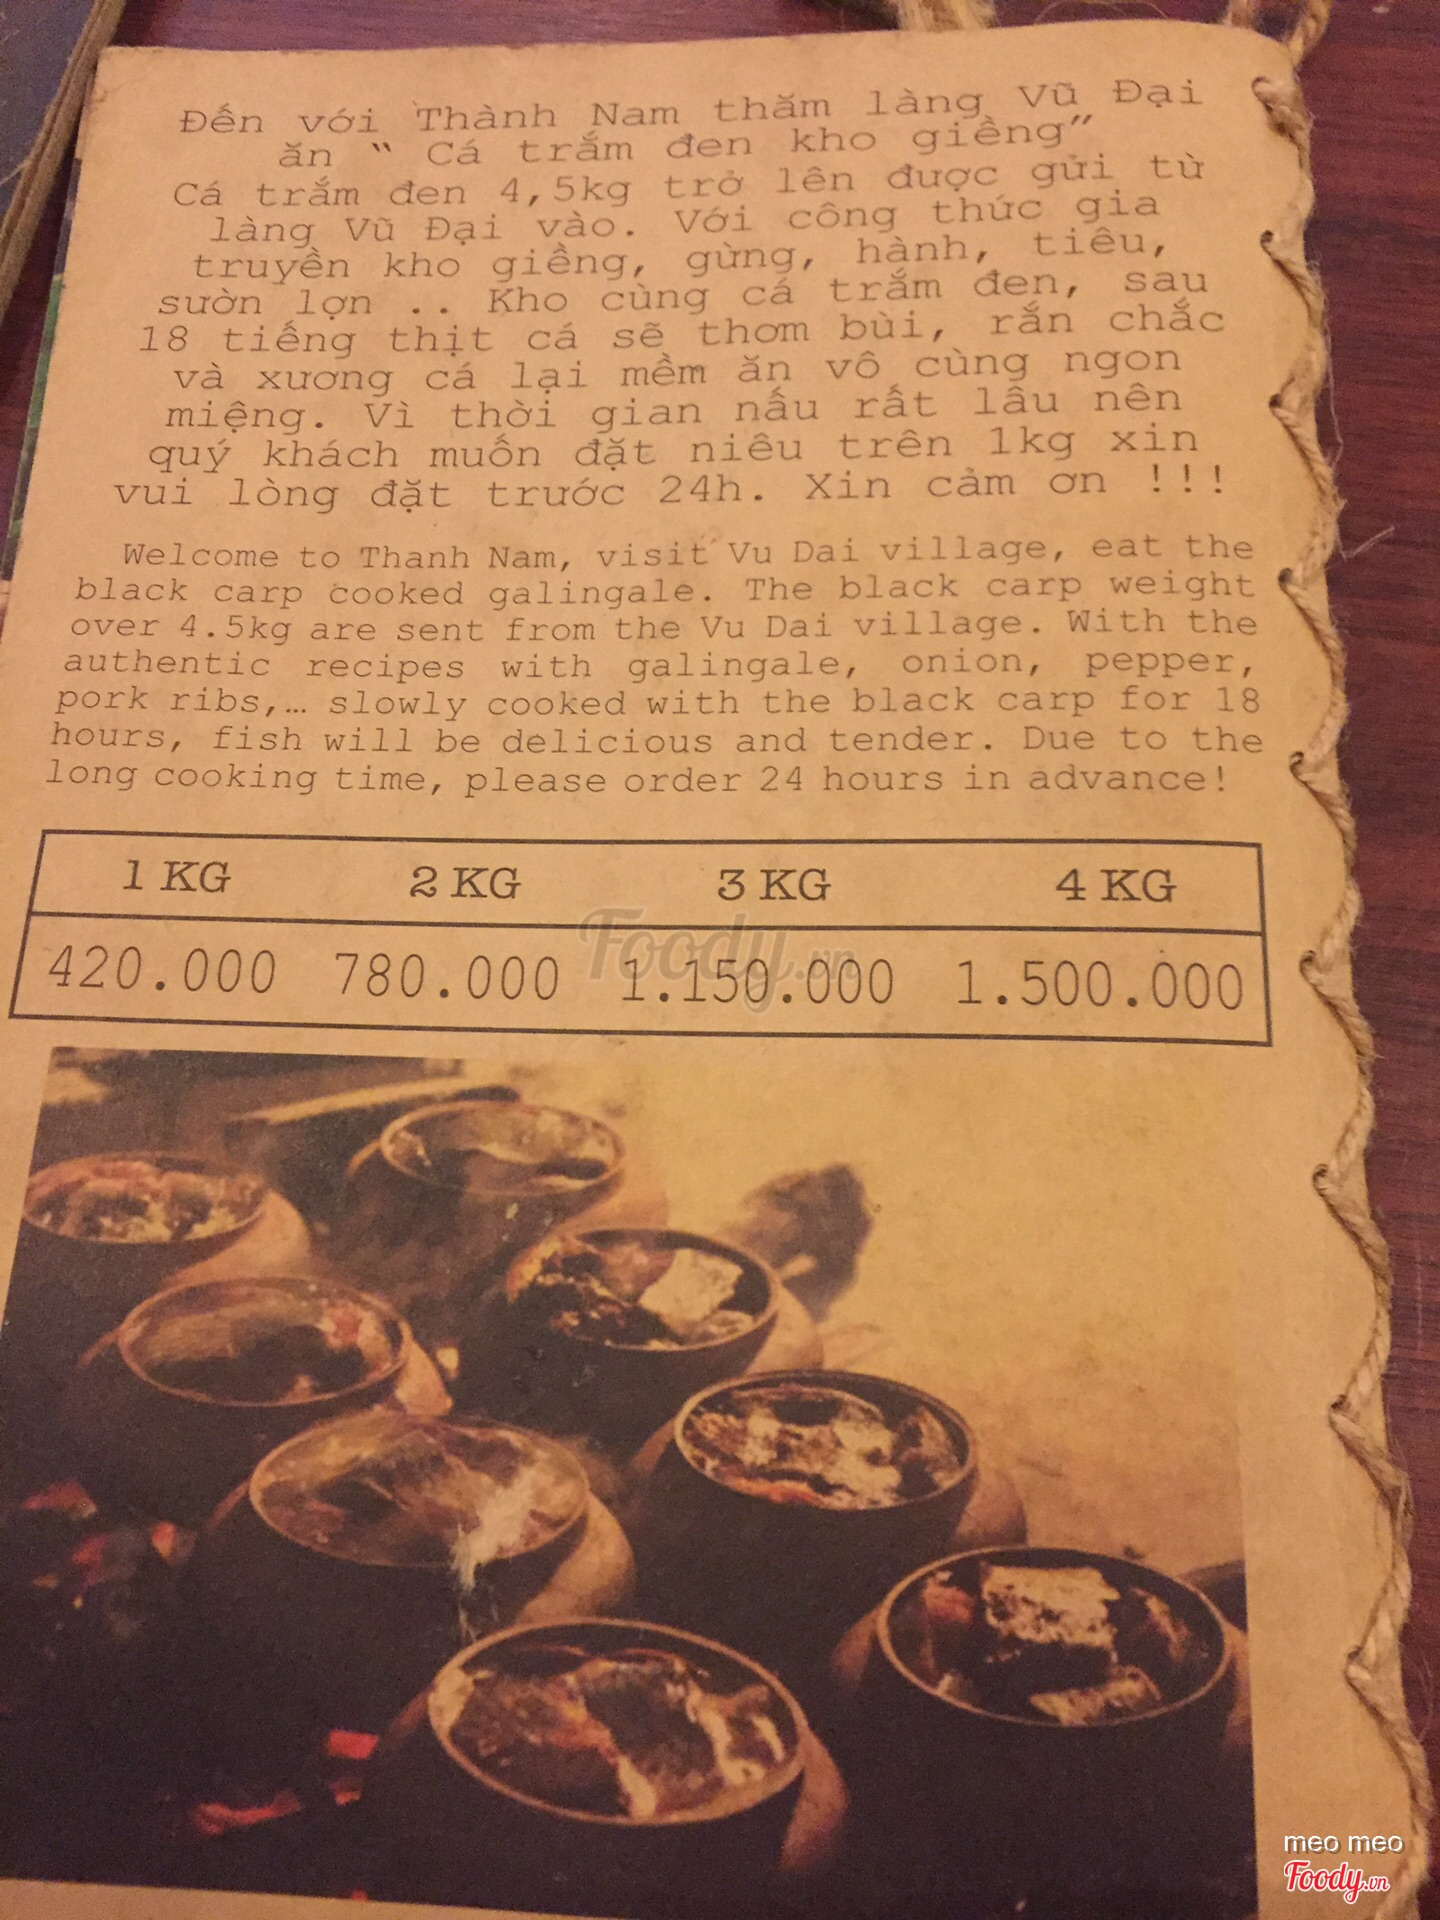 Đến với Thành Nam thăm làng Vũ Đại
ăn “ Cá trắm đen kho giềng”
Cá trắm đen 4,5kg trở lên được gửi từ
làng Vũ Đại vào. Với công thức gia
truyền kho giềng, gừng, hành, tiêu,
sườn lợn .. Kho cùng cá trắm đen, sau
18 tiếng thịt cá sẽ thơm bùi, rắn chắc
và xương cá lại mềm ăn vô cùng ngon
miệng. Vì thời gian nấu rất lâu nên
quý khách muốn đặt niêu trên 1kg xin
vui lòng đặt trước 24h. Xin cảm ơn !!!
Welcome to Thanh Nam, visit Vu Dai village, eat the
black carp cooked galingale. The black carp weight
over 4.5kg are sent from the Vu Dai village. With the
authentic recipes with galingale, onion, pepper,
pork ribs,… slowly cooked with the black carp for 18
hours, fish will be delicious and tender. Due to the
long cooking time, please order 24 hours in advance!
1 KG 2 KG 3 KG 4 KG
420.000 780.000 1.150.000 1.500.000
Foody.vn
meo meo
Foody.vn